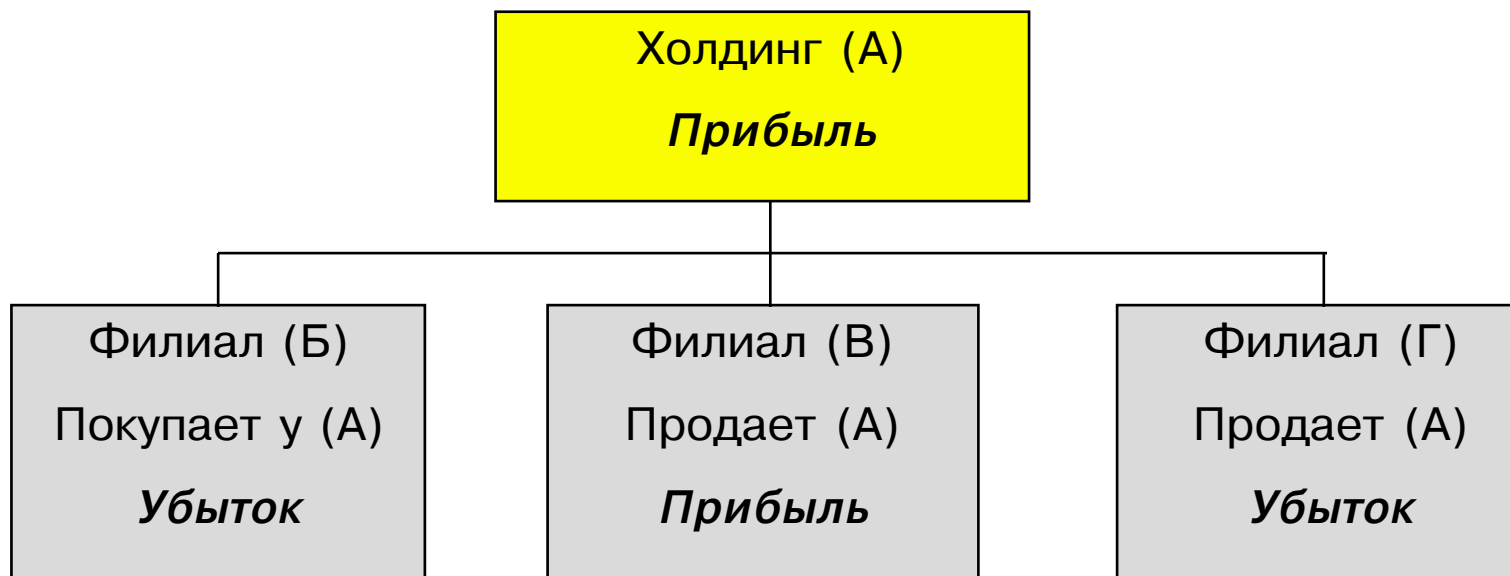 Холдинг (А)
Прибыль
Филиал (Б)
Покупает у (А)
Убыток
Филиал (В)
Продает (А)
Прибыль
Филиал (Г)
Продает (А)
Убыток